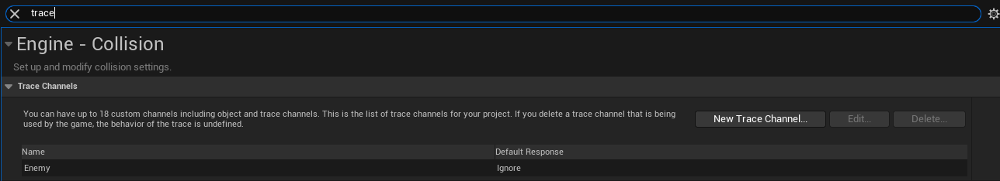 trace
Engine - Collision
Set up and modify collision settings.
Trace Channels
You can have up to 18 custom channels including object and trace channels. This is the list of trace channels for your project. If you delete a trace channel that is being
used by the game, the behavior of the trace is undefined.
New Trace Channel... Edit... Delete...
Name Default Response
Enemy Ignore